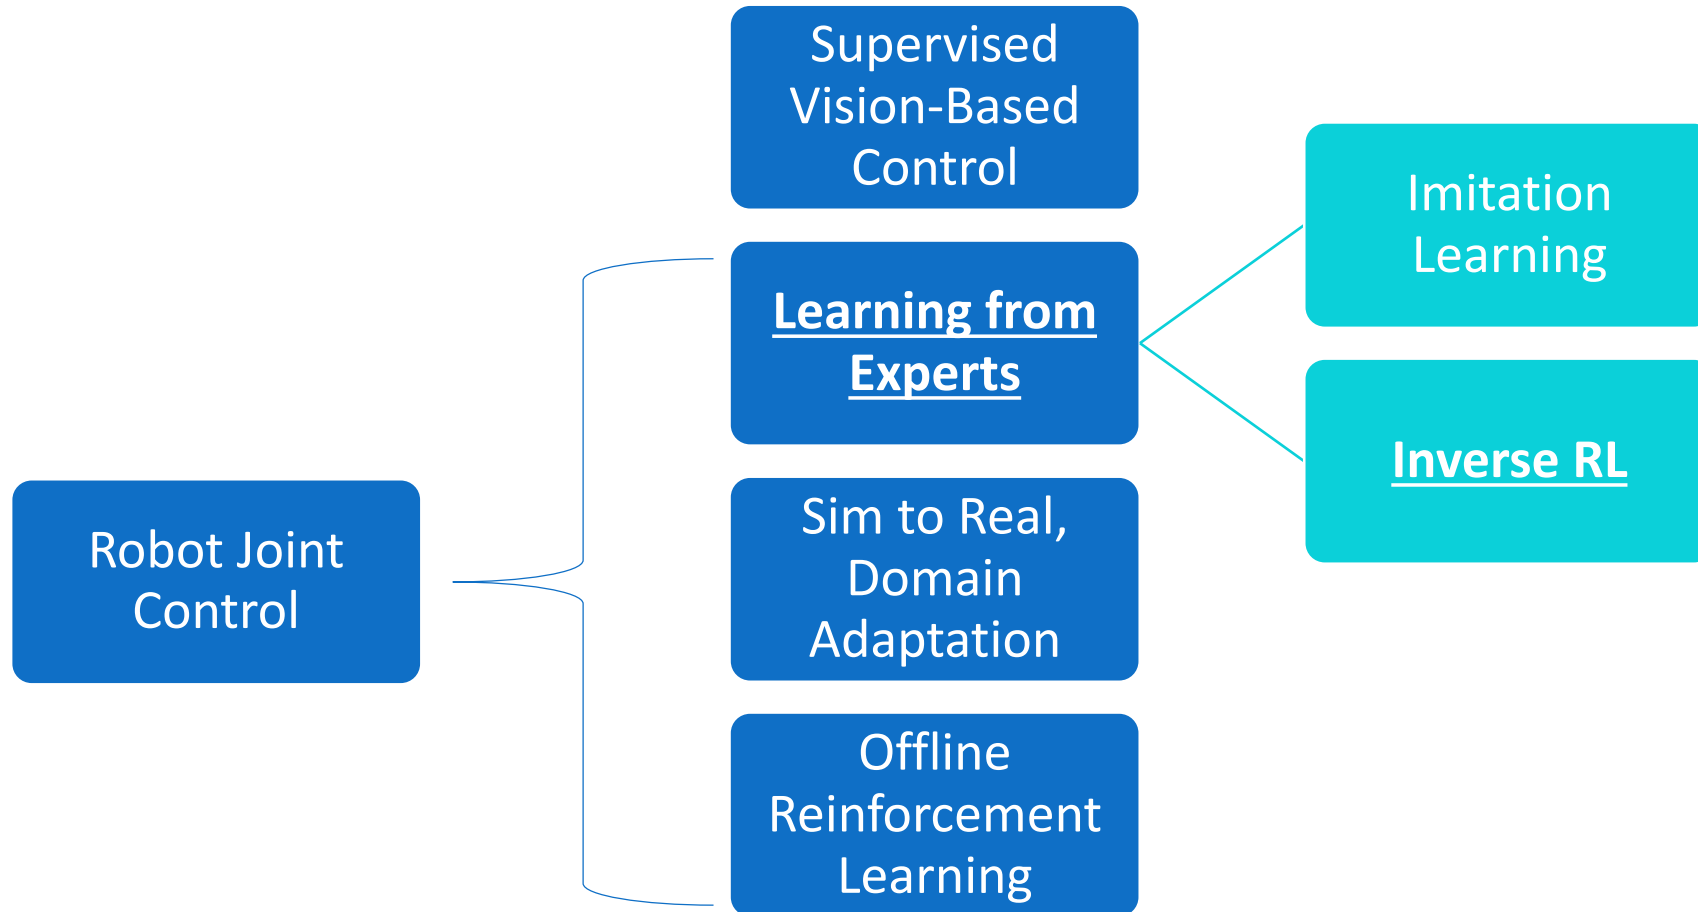 Robot Joint
Control
Supervised
Vision-Based
Control
Learning from
Experts
Sim to Real,
Domain
Adaptation
Offline
Reinforcement
Learning
Imitation
Learning
Inverse RL